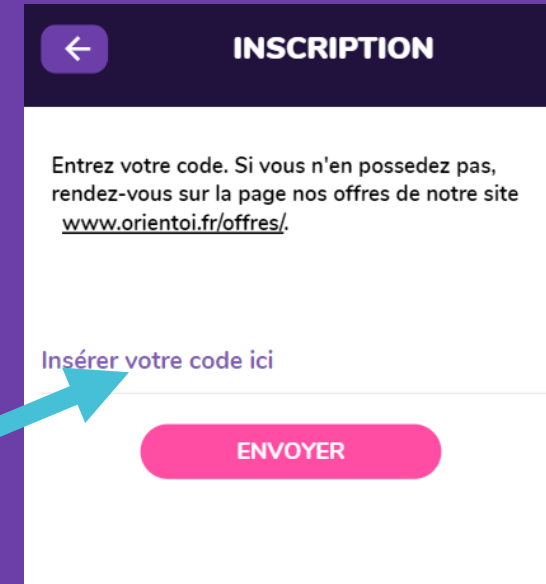 INSCRIPTION
Entrez votre code. Si vous n'en possedez pas,
rendez-vous sur la page nos offres de notre site
www.orientoi.fr/offres/.
Insérer votre code ici
ENVOYER